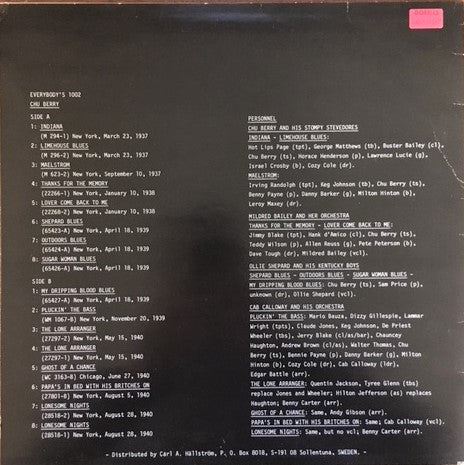 EVERYBODY'S 1002
CHU BERRY
SIDE A
1: INDIANA
(M 294-1) New York, March 23, 1937
2: LIMEHOUSE BLUES
(M 296-2) New York, March 23, 1937
3: MAELSTROM
(M 623-2) New York, September 10, 1937
4: THANKS FOR THE MEMORY
(22266-1) New York, January 10, 1938
5: LOVER COME BACK TO ME
(22268-2) New York, January 10, 1938
6: SHEPARD BLUES
(65423-A) New York, April 18, 1939
7: OUTDOORS BLUES
(65424-A) New York, April 18, 1939
8: SUGAR WOMAN BLUES
(65426-A) New York, April 18, 1939
SIDE B
1: MY DRIPPING BLOOD BLUES
(65427-A) New York, April 18, 1939
2: PLUCKIN' THE BASS
(WM 1067-B) New York, November 20, 1939
3: THE LONE ARRANGER
(27297-2) New York, May 15, 1940
4: THE LONE ARRANGER
(27297-1) New York, May 15, 1940
5: GHOST OF A CHANCE
(WC 3163-B) Chicago, June 27, 1940
6: PAPA'S IN BED WITH HIS BRITCHES ON
(27801-B) New York, August 5, 1940
7: LONESOME NIGHTS
(28518-2) New York, August 28, 1940
8: LONESOME NIGHTS
(28518-1) New York, August 28, 1940
PERSONNEL
CHU BERRY AND HIS STOMPY STEVEDORES
INDIANA - LIMEHOUSE BLUES:
Hot Lips Page (tpt), George Matthews (tb), Buster Bailey (cl),
Chu Berry (ts), Horace Henderson (p), Lawrence Lucie (g),
Israel Crosby (b), Cozy Cole (dr).
MAELSTROM:
Irving Randolph (tpt), Keg Johnson (tb), Chu Berry (ts),
Benny Payne (p), Danny Barker (g), Milton Hinton (b),
Leroy Maxey (dr).
MILDRED BAILEY AND HER ORCHESTRA
THANKS FOR THE MEMORY - LOVER COME BACK TO ME:
Jimmy Blake (tpt), Hank d'Amico (cl), Chu Berry (ts),
Teddy Wilson (p), Allen Reuss (g), Pete Peterson (b),
Dave Tough (dr), Mildred Bailey (vcl).
OLLIE SHEPARD AND HIS KENTUCKY BOYS
SHEPARD BLUES - OUTDOORS BLUES - SUGAR WOMAN BLUES -
MY DRIPPING BLOOD BLUES: Chu Berry (ts), Sam Price (p),
unknown (dr), Ollie Shepard (vcl).
CAB CALLOWAY AND HIS ORCHESTRA
PLUCKIN' THE BASS: Mario Bauza, Dizzy Gillespie, Lammar
Wright (tpts), Claude Jones, Keg Johnson, De Priest
Wheeler (tbs), Jerry Blake (cl/as/bar), Chauncey
Haughton, Andrew Brown (cl/as), Walter Thomas, Chu
Berry (ts), Bennie Payne (p), Danny Barker (g), Milton
Hinton (b), Cozy Cole (dr), Cab Calloway (ldr)
Edgar Battle (arr).
THE LONE ARRANGER: Quentin Jackson, Tyree Glenn (tbs)
replace Jones and Wheeler; Hilton Jefferson (as) replaces
Haughton; Benny Carter (arr).
GHOST OF A CHANCE: Same, Andy Gibson (arr).
PAPA'S IN BED WITH HIS BRITCHES ON: Same; Cab Calloway (vcl).
LONESOME NIGHTS: Same, but no vcl; Benny Carter (arr).
- Distributed by Carl A. Hällström, P. O. Box 8018, S-191 08 Sollentuna, SWEDEN. -